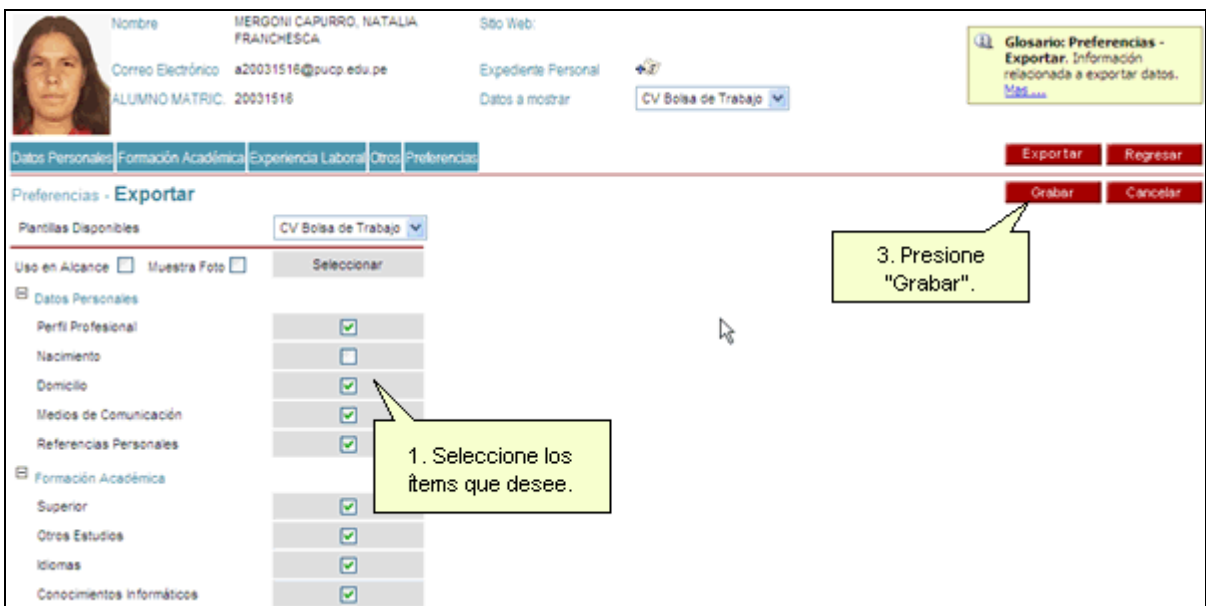 Nombre MERGONI CAPURRO, NATALIA FRANCHESCA Sitio Web:
Correo Electrónico a20031516@pucp.edu.pe Expediente Personal
ALUMNO MATRIC. 20031516 Datos a mostrar CV Bolsa de Trabajo
Glosario: Preferencias -
Exportar. Información
relacionada a exportar datos.
Mas ....
Datos Personales Formación Académica Experiencia Laboral Otros Preferencias Exportar Regresar
Preferencias - Exportar Grabar Cancelar
Plantillas Disponibles CV Bolsa de Trabajo
3. Presione
"Grabar".
Uso en Alcance Muestra Foto Seleccionar
Datos Personales
Perfil Profesional
Nacimiento
Domicilio
Medios de Comunicación
Referencias Personales
1. Seleccione los
ítems que desee.
Formación Académica
Superior
Otros Estudios
Idiomas
Conocimientos Informáticos